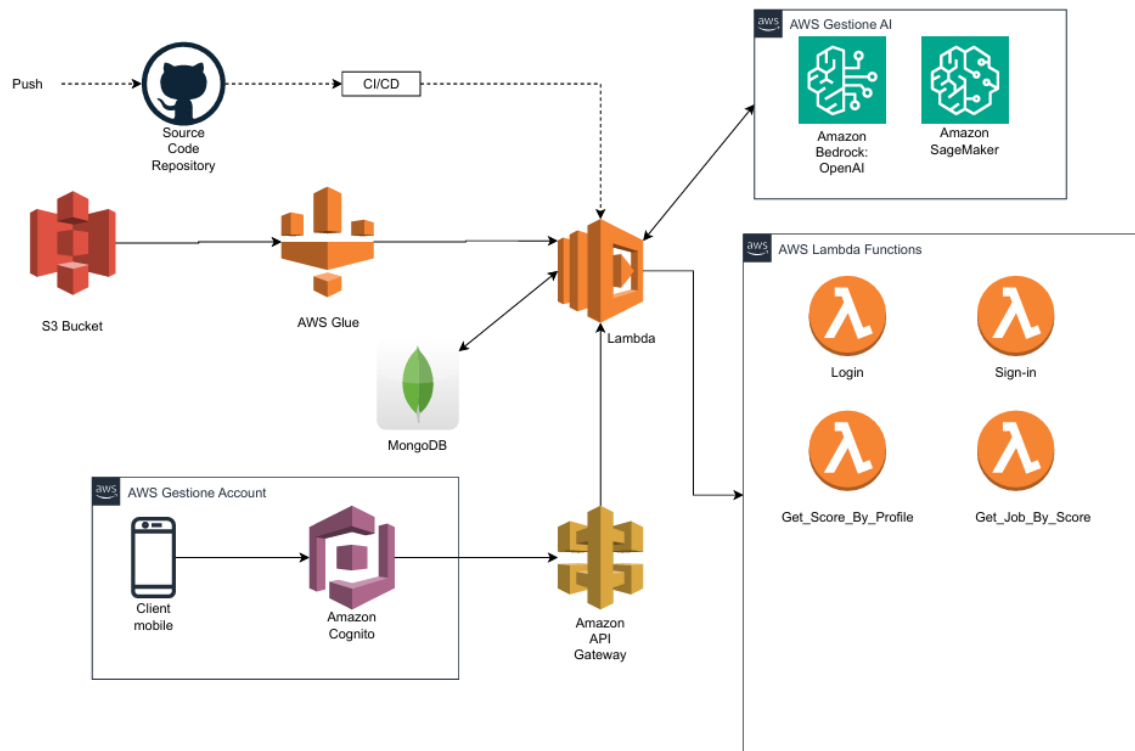 aws
AWS Gestione AI
Push
CI/CD
Source
Code
Repository
Amazon
Bedrock:
OpenAI
Amazon
SageMaker
aws
AWS Lambda Functions
S3 Bucket
AWS Glue
Lambda
Login
Sign-in
MongoDB
aws
AWS Gestione Account
Get_Score_By_Profile
Get_Job_By_Score
Client
mobile
Amazon
Cognito
Amazon
API
Gateway